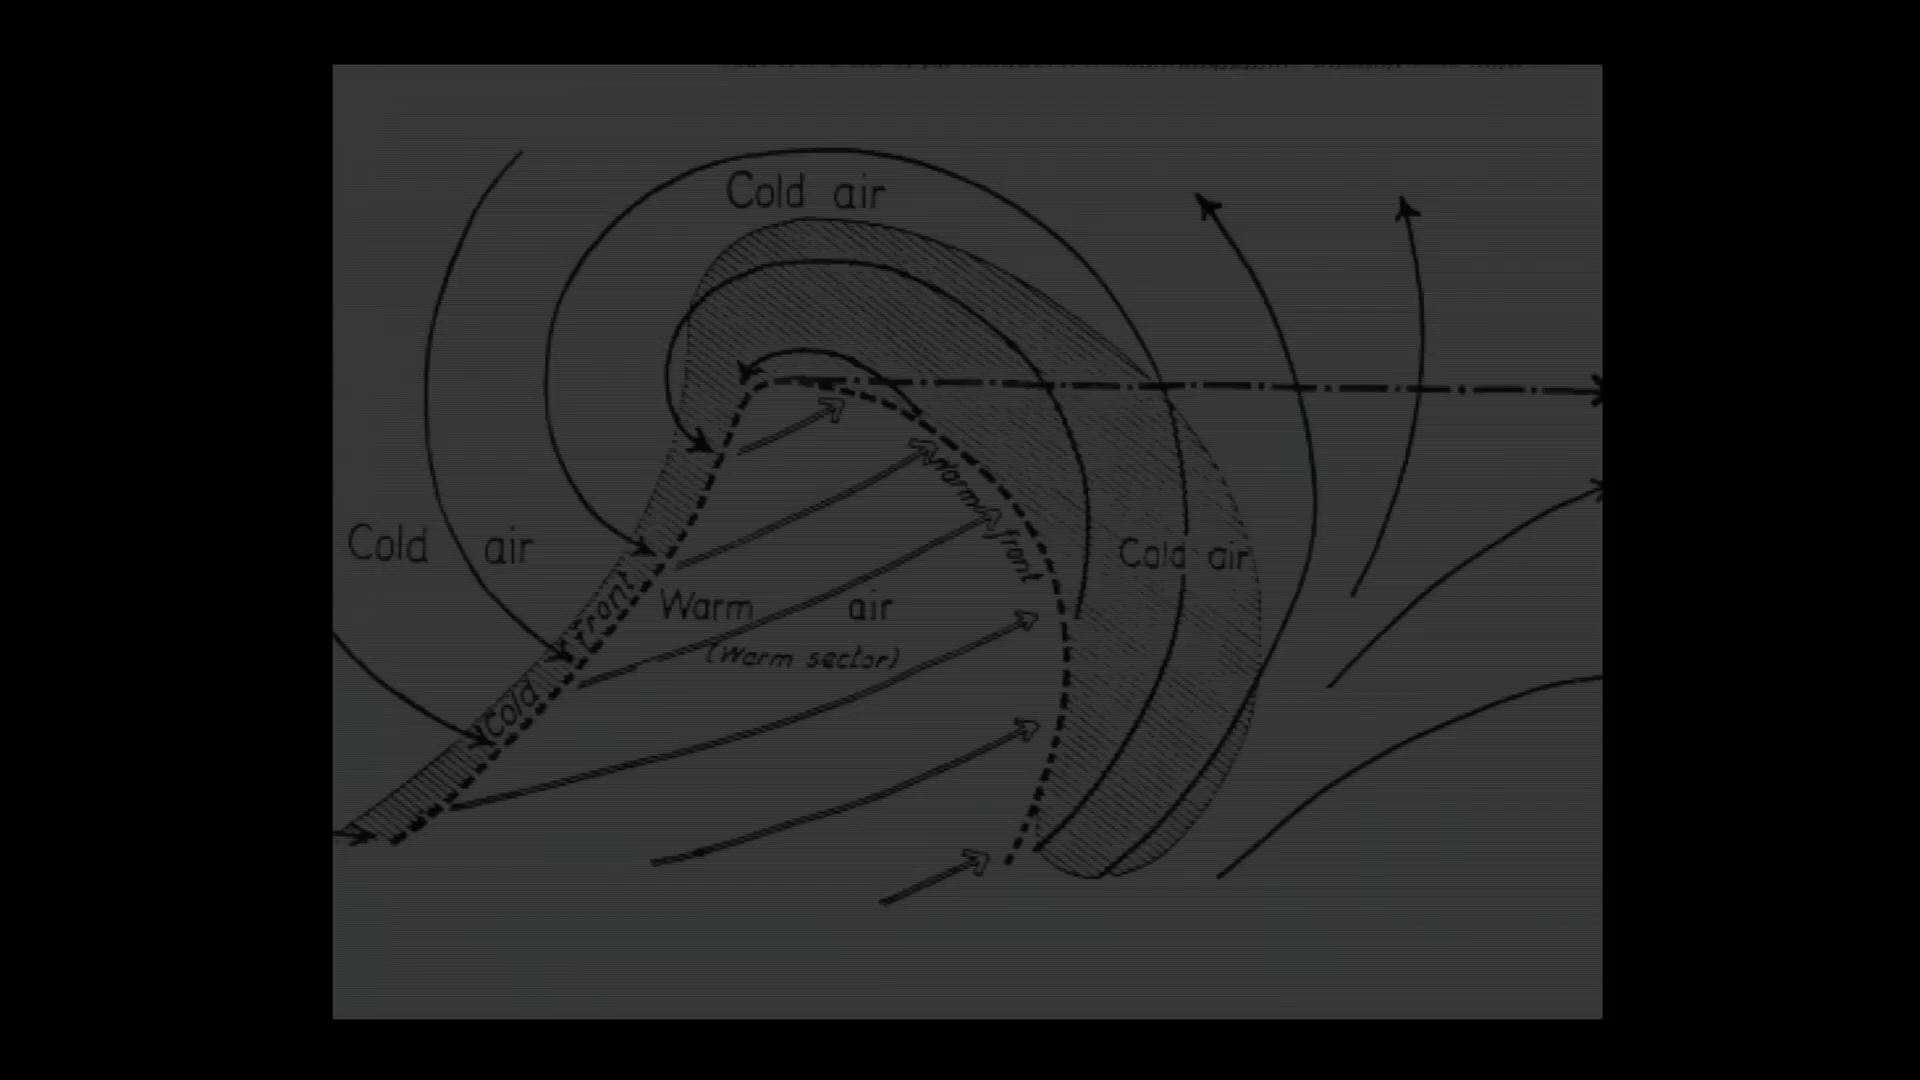 Cold air
Cold air
Warm front
Cold air
Cold Front
Warm air
(Warm sector)